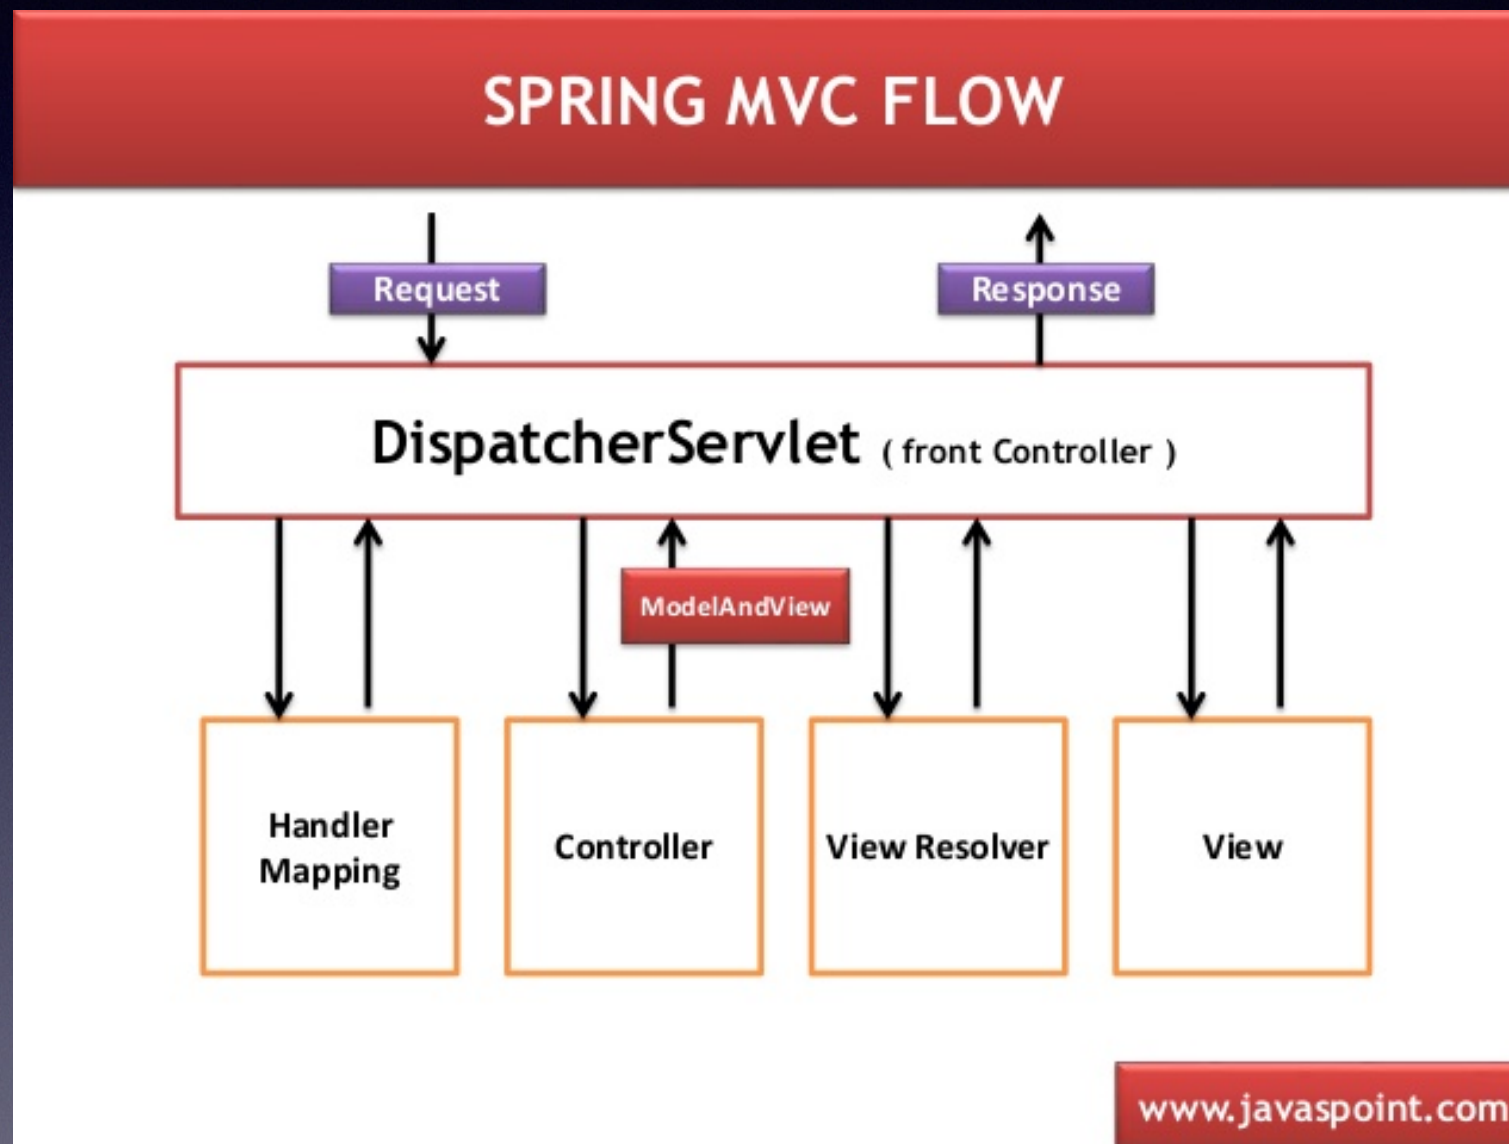 SPRING MVC FLOW
Request
Response
DispatcherServlet ( front Controller )
ModelAndView
Handler
Mapping
Controller
View Resolver
View
www.javaspoint.com